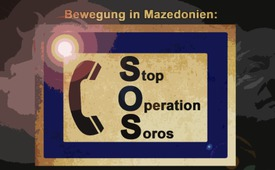 Bewegung in Mazedonien:
Stop
Operation
Soros